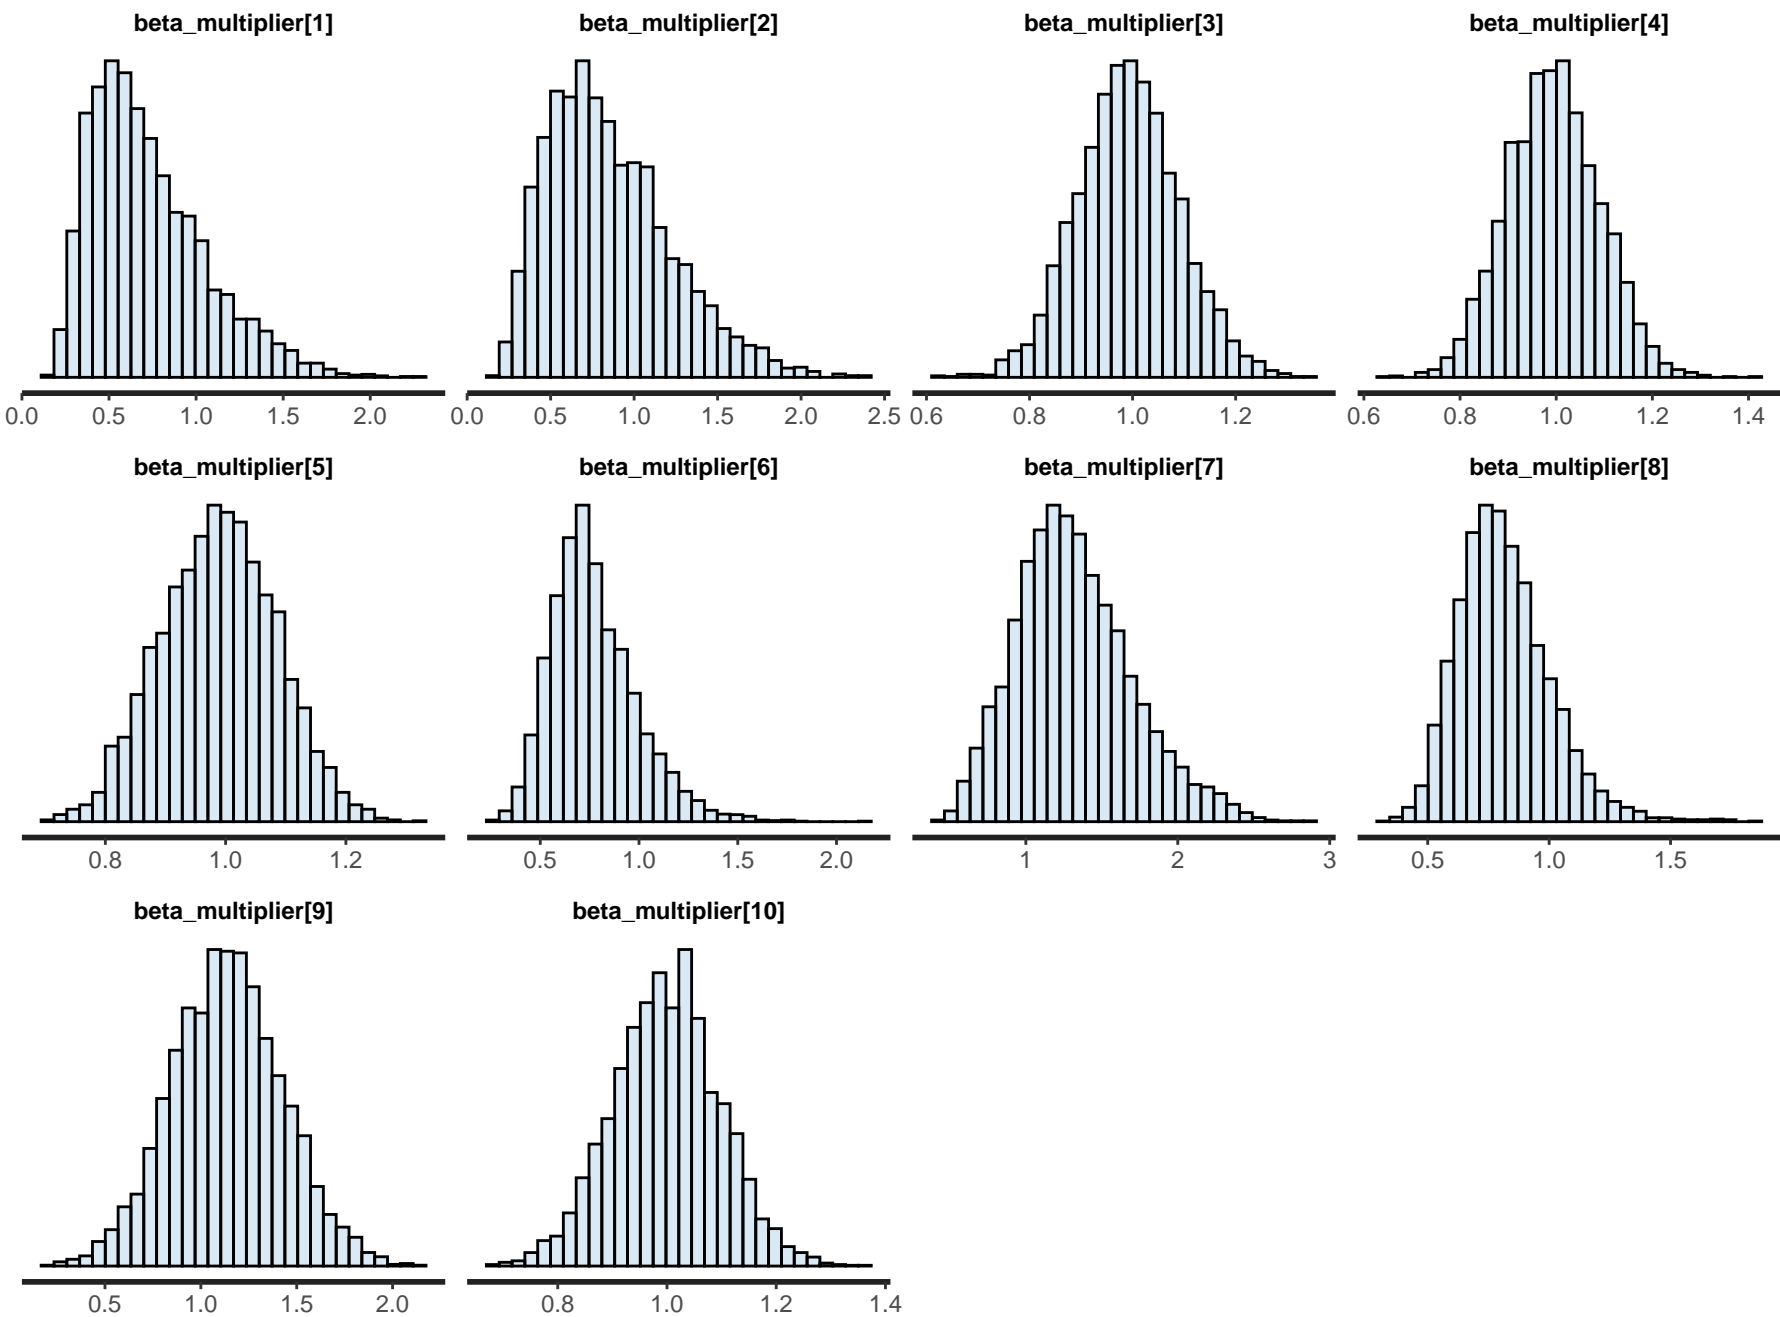 beta_multiplier[1] beta_multiplier[2] beta_multiplier[3] beta_multiplier[4]
0.0 0.5 1.0 1.5 2.0 0.0 0.5 1.0 1.5 2.0 2.5 0.6 0.8 1.0 1.2 0.6 0.8 1.0 1.2 1.4
beta_multiplier[5] beta_multiplier[6] beta_multiplier[7] beta_multiplier[8]
0.8 1.0 1.2 0.5 1.0 1.5 2.0 1 2 3 0.5 1.0 1.5
beta_multiplier[9] beta_multiplier[10]
0.5 1.0 1.5 2.0 0.8 1.0 1.2 1.4